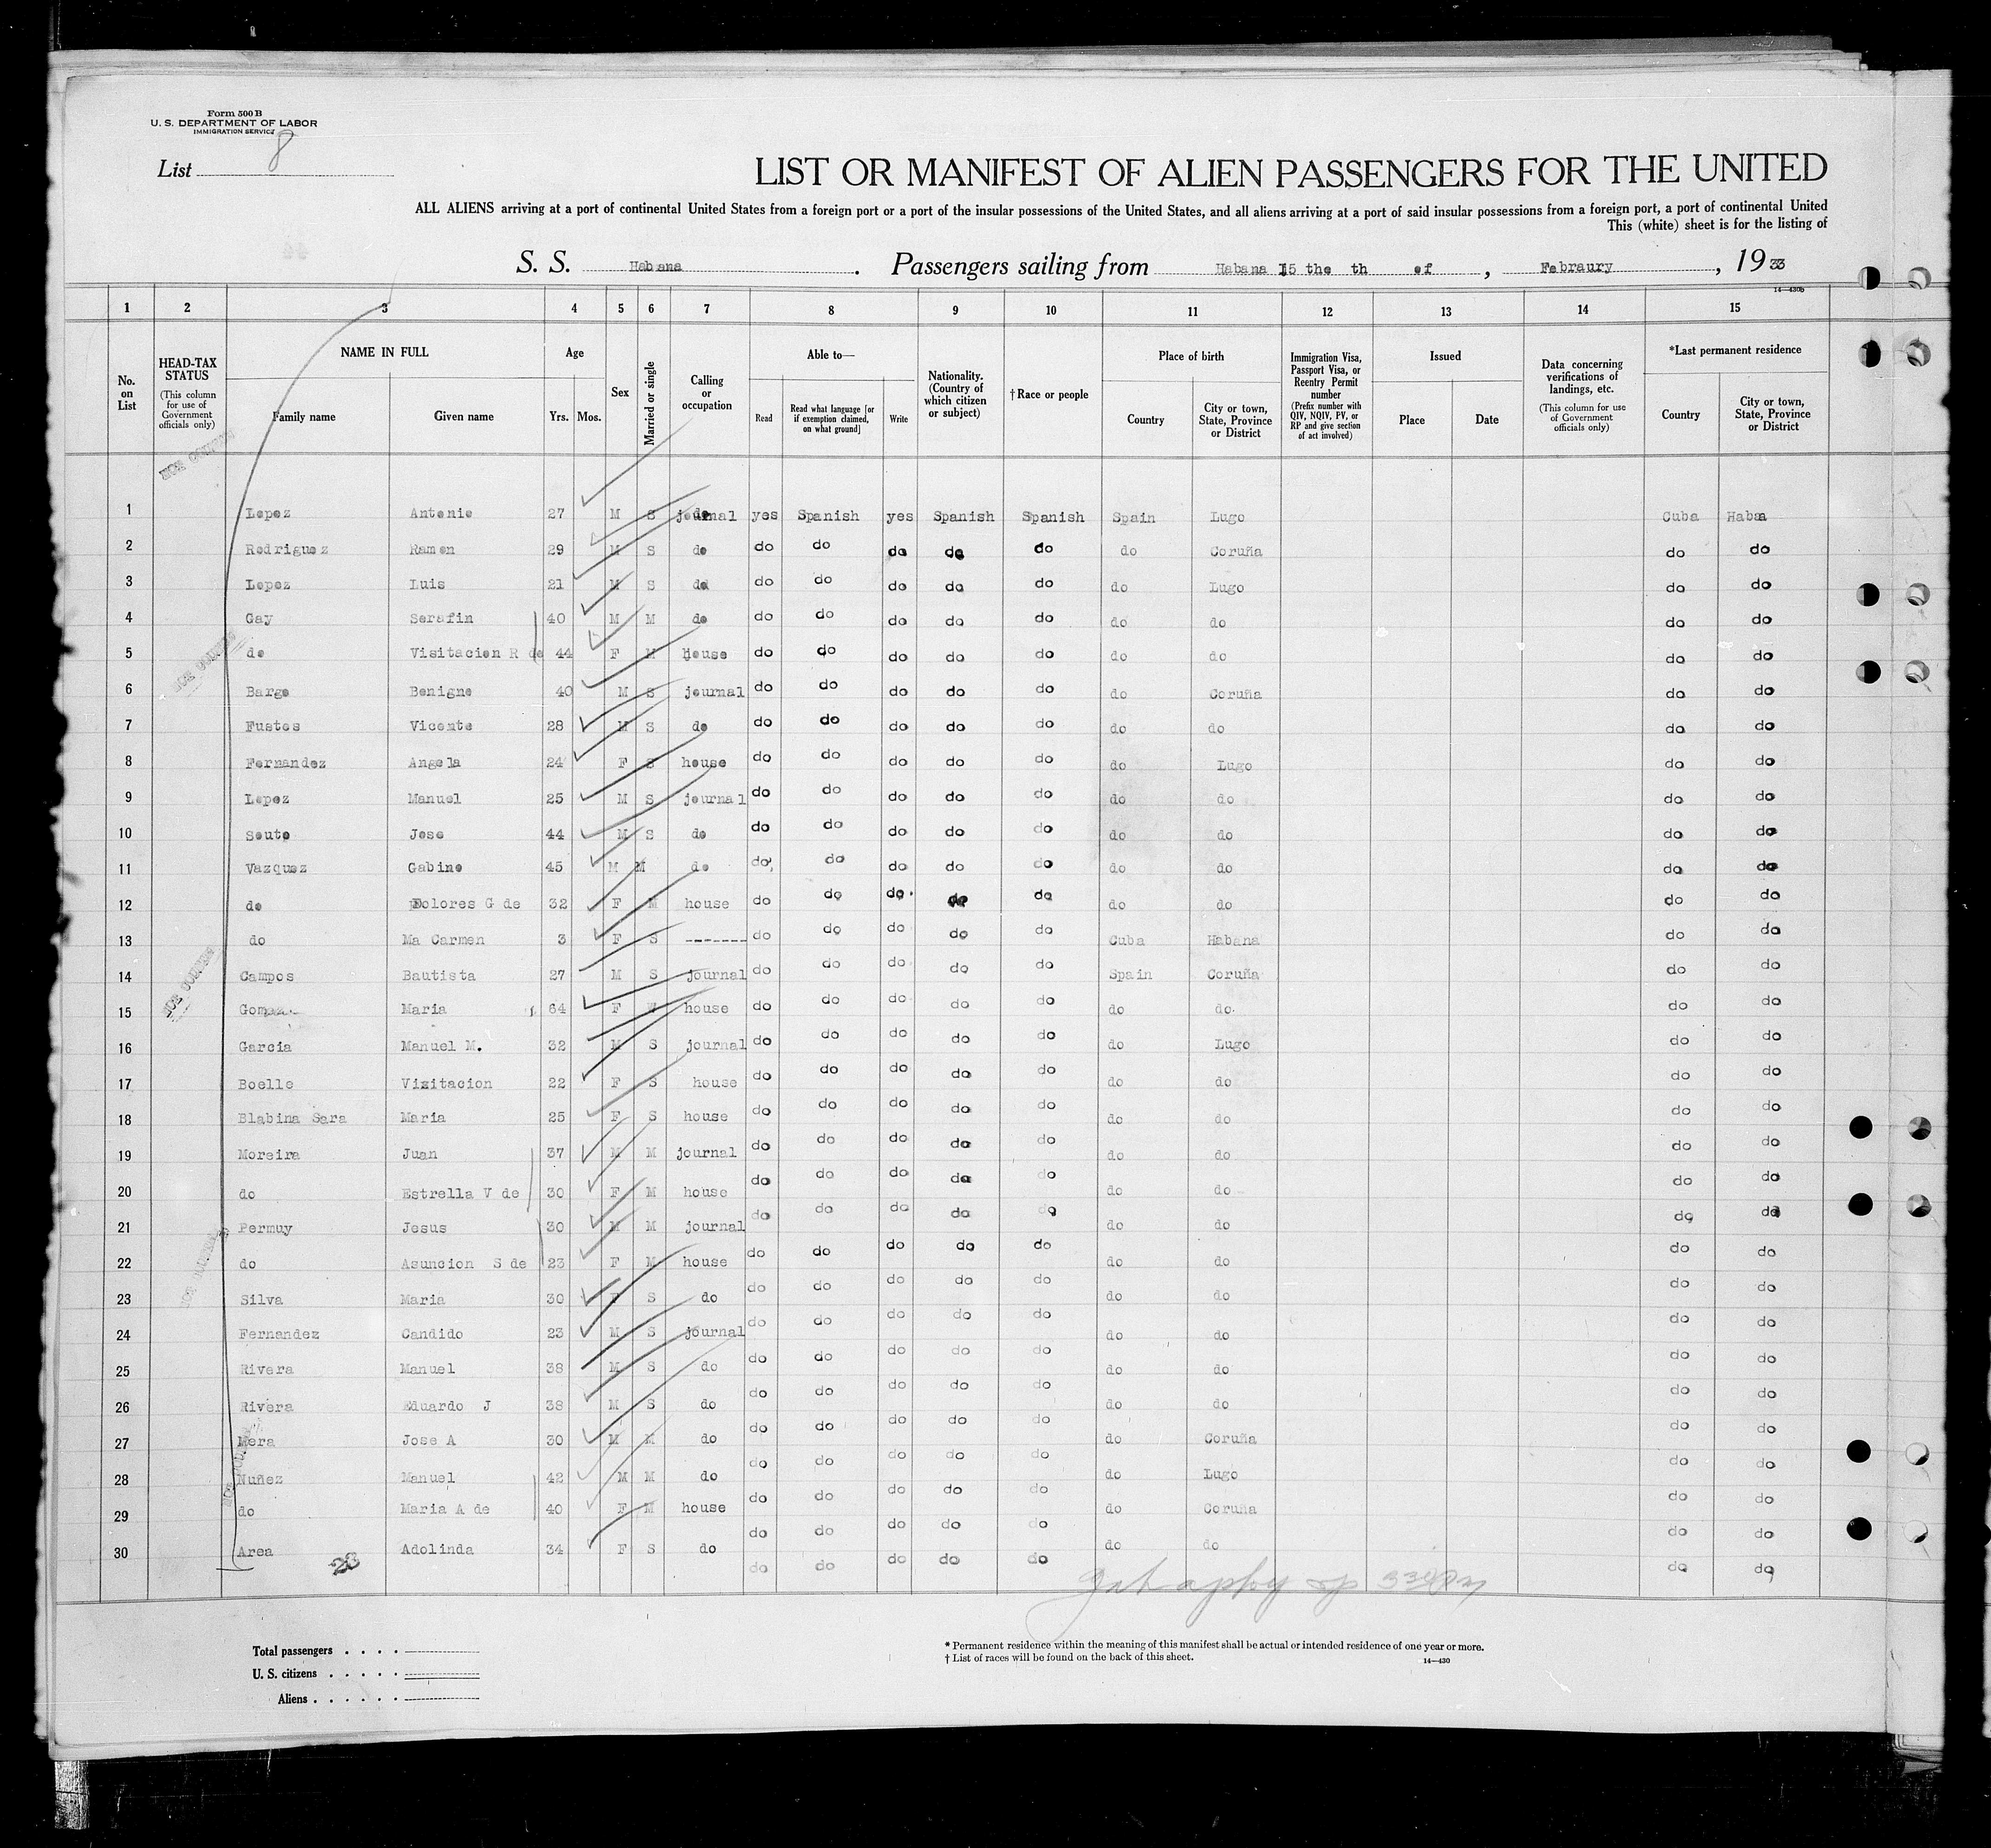 Form 500 B
U. S. DEPARTMENT OF LABOR
IMMIGRATION SERVICE
List 8
LIST OR MANIFEST OF ALIEN PASSENGERS FOR THE UNITED
ALL ALIENS arriving at a port of continental United States from a foreign port or a port of the insular possessions of the United States, and all aliens arriving at a port of said insular possessions from a foreign port, a port of continental United
This (white) sheet is for the listing of
S. S. Habana . Passengers sailing from Habana 15 the th of , Febraury , 19 33
14—430b
1 2 3 4 5 6 7 8 9 10 11 12 13 14 15
No. on List
HEAD-TAX STATUS (This column for use of Government officials only)
NAME IN FULL Family name Given name
Age Yrs. Mos.
Sex
Married or single
Calling or occupation
Able to— Read Read what language [or if exemption claimed, on what ground] Write
Nationality. (Country of which citizen or subject)
†Race or people
Place of birth Country City or town, State, Province or District
Immigration Visa, Passport Visa, or Reentry Permit number (Prefix number with QIV, NQIV, PV, or RP and give section of act involved)
Issued Place Date
Data concerning verifications of landings, etc. (This column for use of Government officials only)
*Last permanent residence Country City or town, State, Province or District
1 Lopez Antonio 27 M S journal yes Spanish yes Spanish Spanish Spain Lugo Cuba Haba
2 Rodriguez Ramon 29 M S do do do do do do do Coruña do do
3 Lopez Luis 21 M S do do do do do do do Lugo do do
4 Gay Serafin 40 M M do do do do do do do do do do
5 do Visitacion R de 44 F M house do do do do do do do do do
6 Barge Benigno 40 M S journal do do do do do do Coruña do do
7 Fustes Vicente 28 M S do do do do do do do do do do
8 Fernandez Angela 24 F S house do do do do do do Lugo do do
9 Lopez Manuel 25 M S journal do do do do do do do do do
10 Souto Jose 44 M S do do do do do do do do do do
11 Vazquez Gabino 45 M M do do do do do do do do do do
12 do Dolores G de 32 F M house do do do do do do do do do
13 do Ma Carmen 3 F S ------- do do do do do Cuba Habana do do
14 Campos Bautista 27 M S journal do do do do do Spain Coruña do do
15 Gomez Maria 64 F house do do do do do do do. do do
16 Garcia Manuel M. 32 M S journal do do do do do do Lugo do do
17 Boello Vizitacion 22 F S house do do do do do do do do do
18 Blabina Sara Maria 25 F S house do do do do do do do do do
19 Moreira Juan 37 M M journal do do do do do do do do do
20 do Estrella V de 30 F M house do do do do do do do do do
21 Permuy Jesus 30 M M journal do do do do do do do do do
22 do Asuncion S de 23 F M house do do do do do do do do do
23 Silva Maria 30 F S do do do do do do do do do do
24 Fernandez Candido 23 M S journal do do do do do do do do do
25 Rivera Manuel 38 M S do do do do do do do do do do
26 Rivera Eduardo J 38 M S do do do do do do do do do do
27 Mera Jose A 30 M M do do do do do do do Coruña do do
28 Nuñez Manuel 42 M M do do do do do do do Lugo do do
29 do Maria A de 40 F M house do do do do do do Coruña do do
30 Area Adolinda 34 F S do do do do do do do do do do
do do do do do do do
Total passengers . . . .
U. S. citizens . . . . .
Aliens . . . . . .
* Permanent residence within the meaning of this manifest shall be actual or intended residence of one year or more.
† List of races will be found on the back of this sheet.
14—430